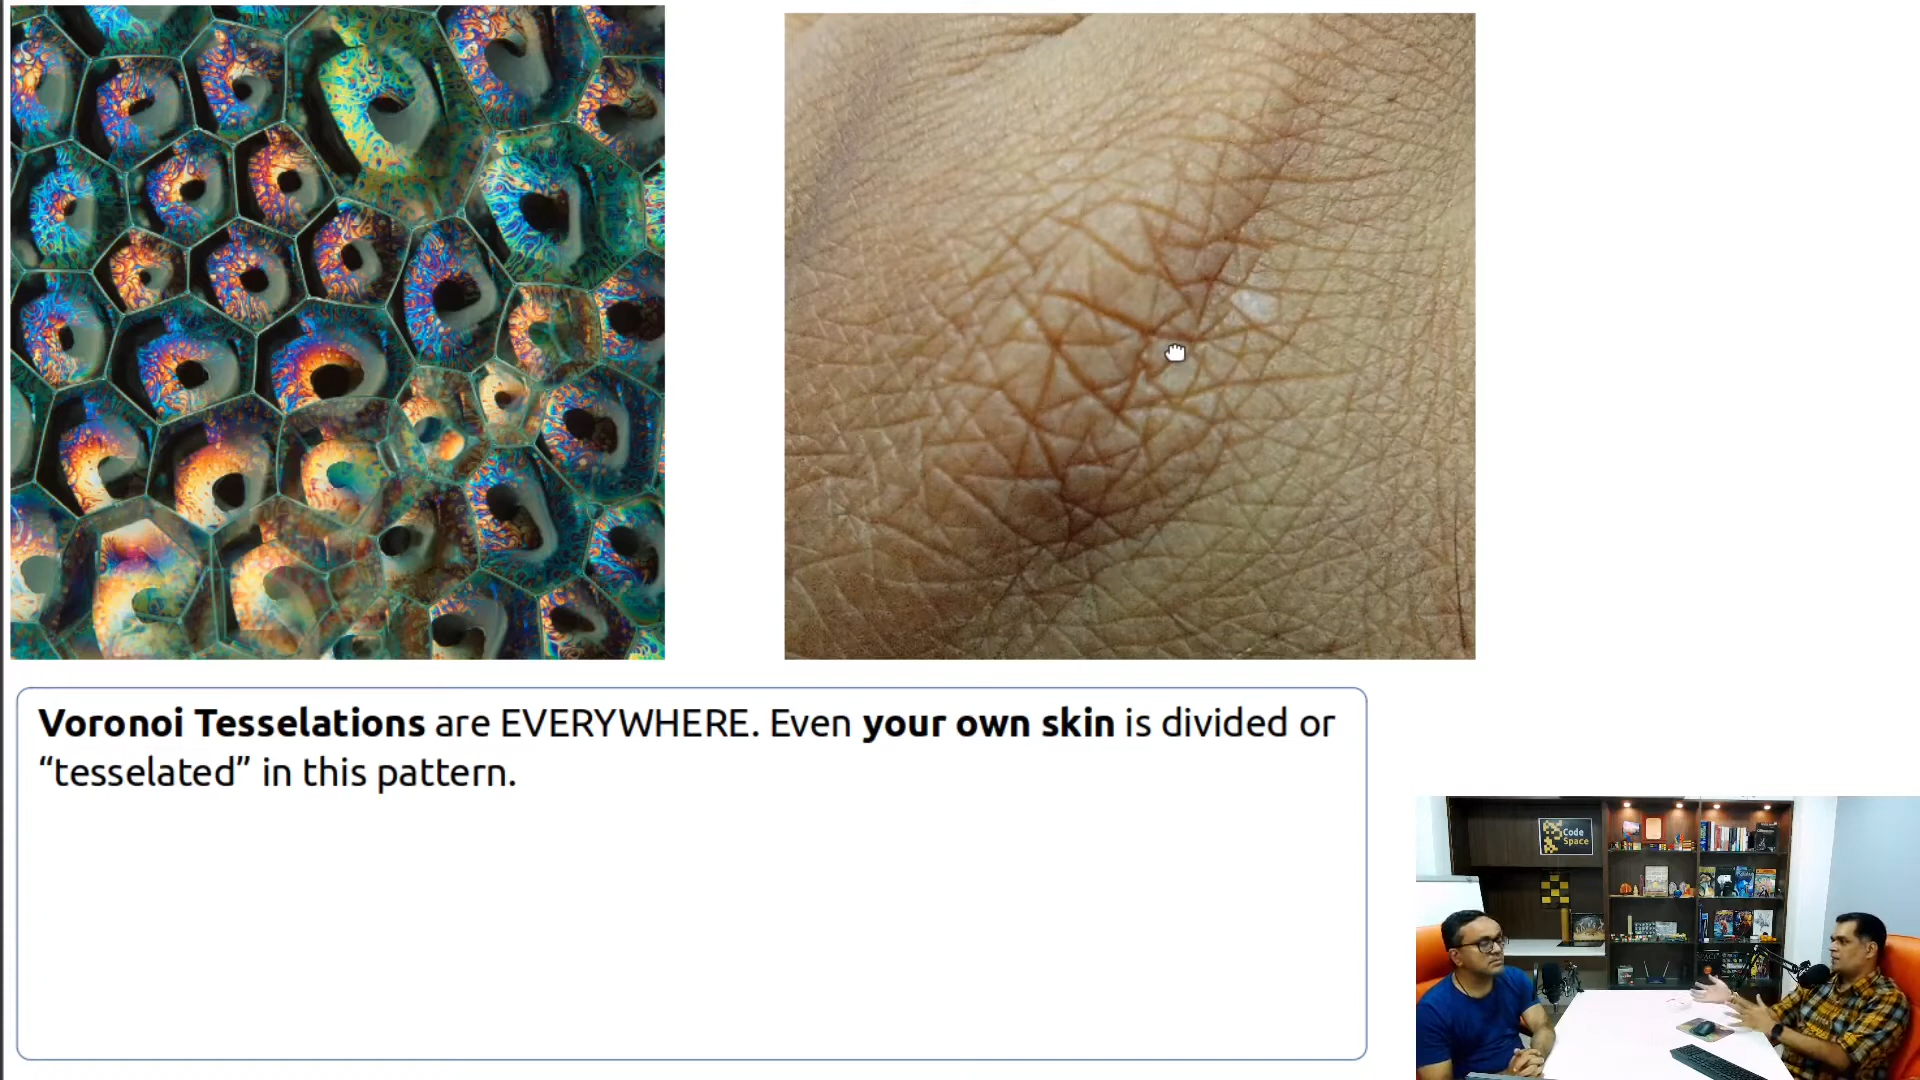 Voronoi Tesselations are EVERYWHERE. Even your own skin is divided or
“tesselated” in this pattern.
Code
Space